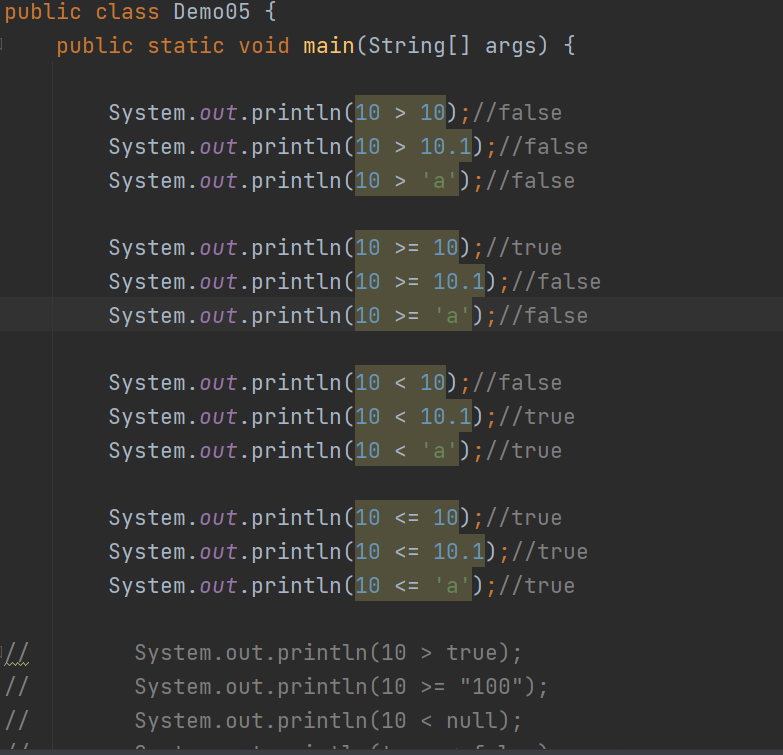 public class Demo05 {
public static void main(String[] args) {
System.out.println(10 > 10);//false
System.out.println(10 > 10.1);//false
System.out.println(10 > 'a');//false
System.out.println(10 >= 10);//true
System.out.println(10 >= 10.1);//false
System.out.println(10 >= 'a');//false
System.out.println(10 < 10);//false
System.out.println(10 < 10.1);//true
System.out.println(10 < 'a');//true
System.out.println(10 <= 10);//true
System.out.println(10 <= 10.1);//true
System.out.println(10 <= 'a');//true
// System.out.println(10 > true);
// System.out.println(10 >= "100");
// System.out.println(10 < null);